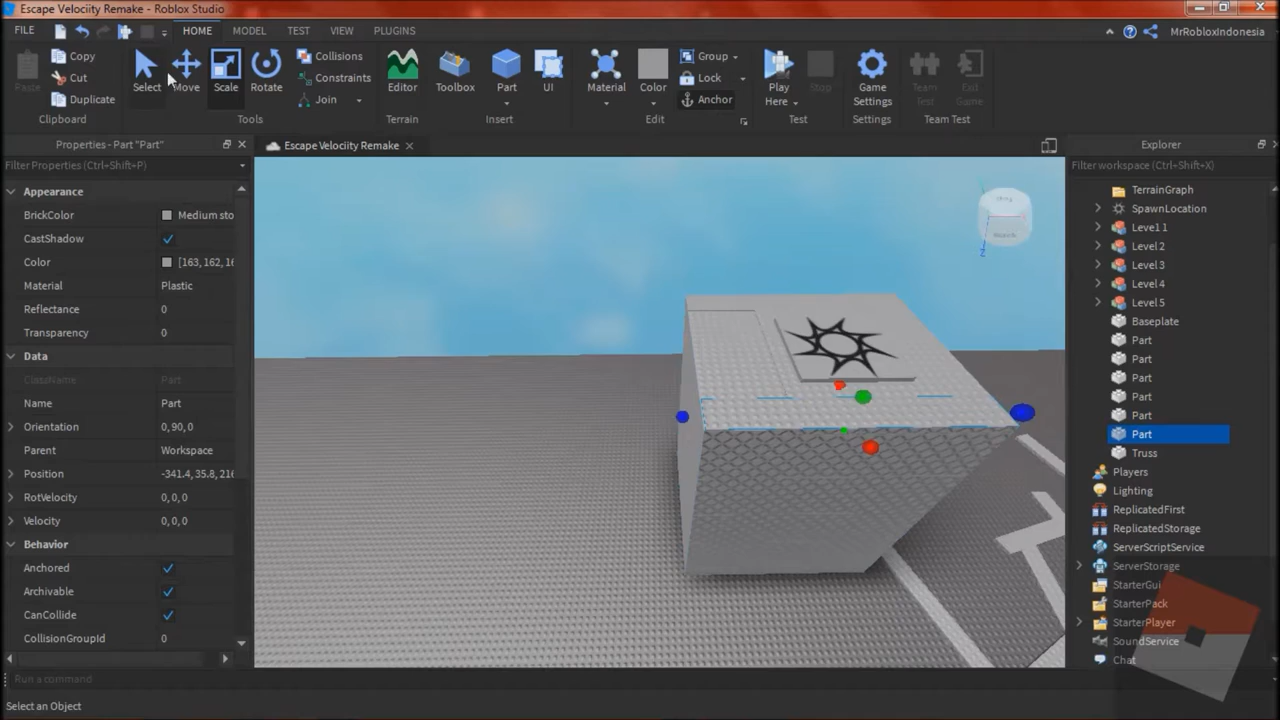 Escape Velociity Remake - Roblox Studio
FILE HOME MODEL TEST VIEW PLUGINS MrRobloxIndonesia
Paste Copy Cut Duplicate
Select Move Scale Rotate Collisions Constraints Join
Editor Toolbox Part UI
Material Color Group Lock Anchor
Play Here Stop Game Settings Team Test Exit Game
Clipboard Tools Terrain Insert Edit Test Settings Team Test
Properties - Part "Part"
Filter Properties (Ctrl+Shift+P)
Appearance
BrickColor Medium sto
CastShadow
Color [163, 162, 16
Material Plastic
Reflectance 0
Transparency 0
Data
ClassName Part
Name Part
Orientation 0,90,0
Parent Workspace
Position -341.4, 35.8, 216
RotVelocity 0,0,0
Velocity 0,0,0
Behavior
Anchored
Archivable
CanCollide
CollisionGroupId 0
Escape Velociity Remake
Z
Explorer
Filter workspace (Ctrl+Shift+X)
TerrainGraph
SpawnLocation
Level 1
Level 2
Level 3
Level 4
Level 5
Baseplate
Part
Part
Part
Part
Part
Part
Truss
Players
Lighting
ReplicatedFirst
ReplicatedStorage
ServerScriptService
ServerStorage
StarterGui
StarterPack
StarterPlayer
SoundService
Chat
Run a command
Select an Object